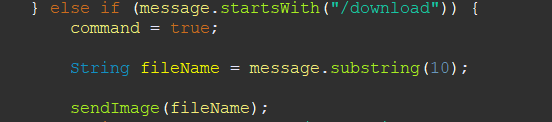 } else if (message.startsWith("/download")) {
command = true;
String fileName = message.substring(10);
sendImage(fileName);